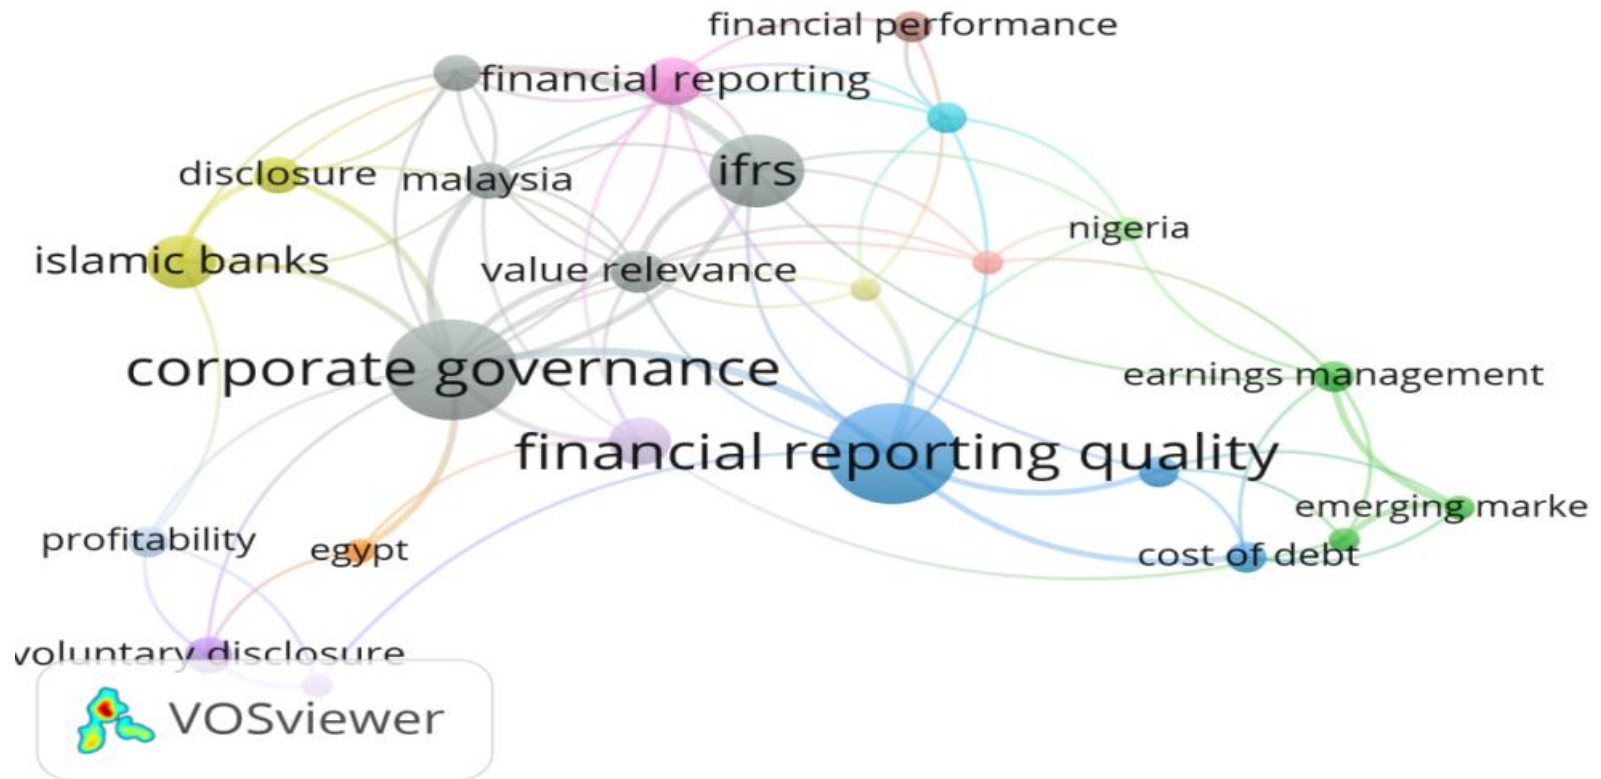 financial performance
financial reporting
disclosure
malaysia
ifrs
nigeria
islamic banks
value relevance
corporate governance
earnings management
financial reporting quality
emerging marke
profitability
egypt
cost of debt
voluntary disclosure
VOSviewer